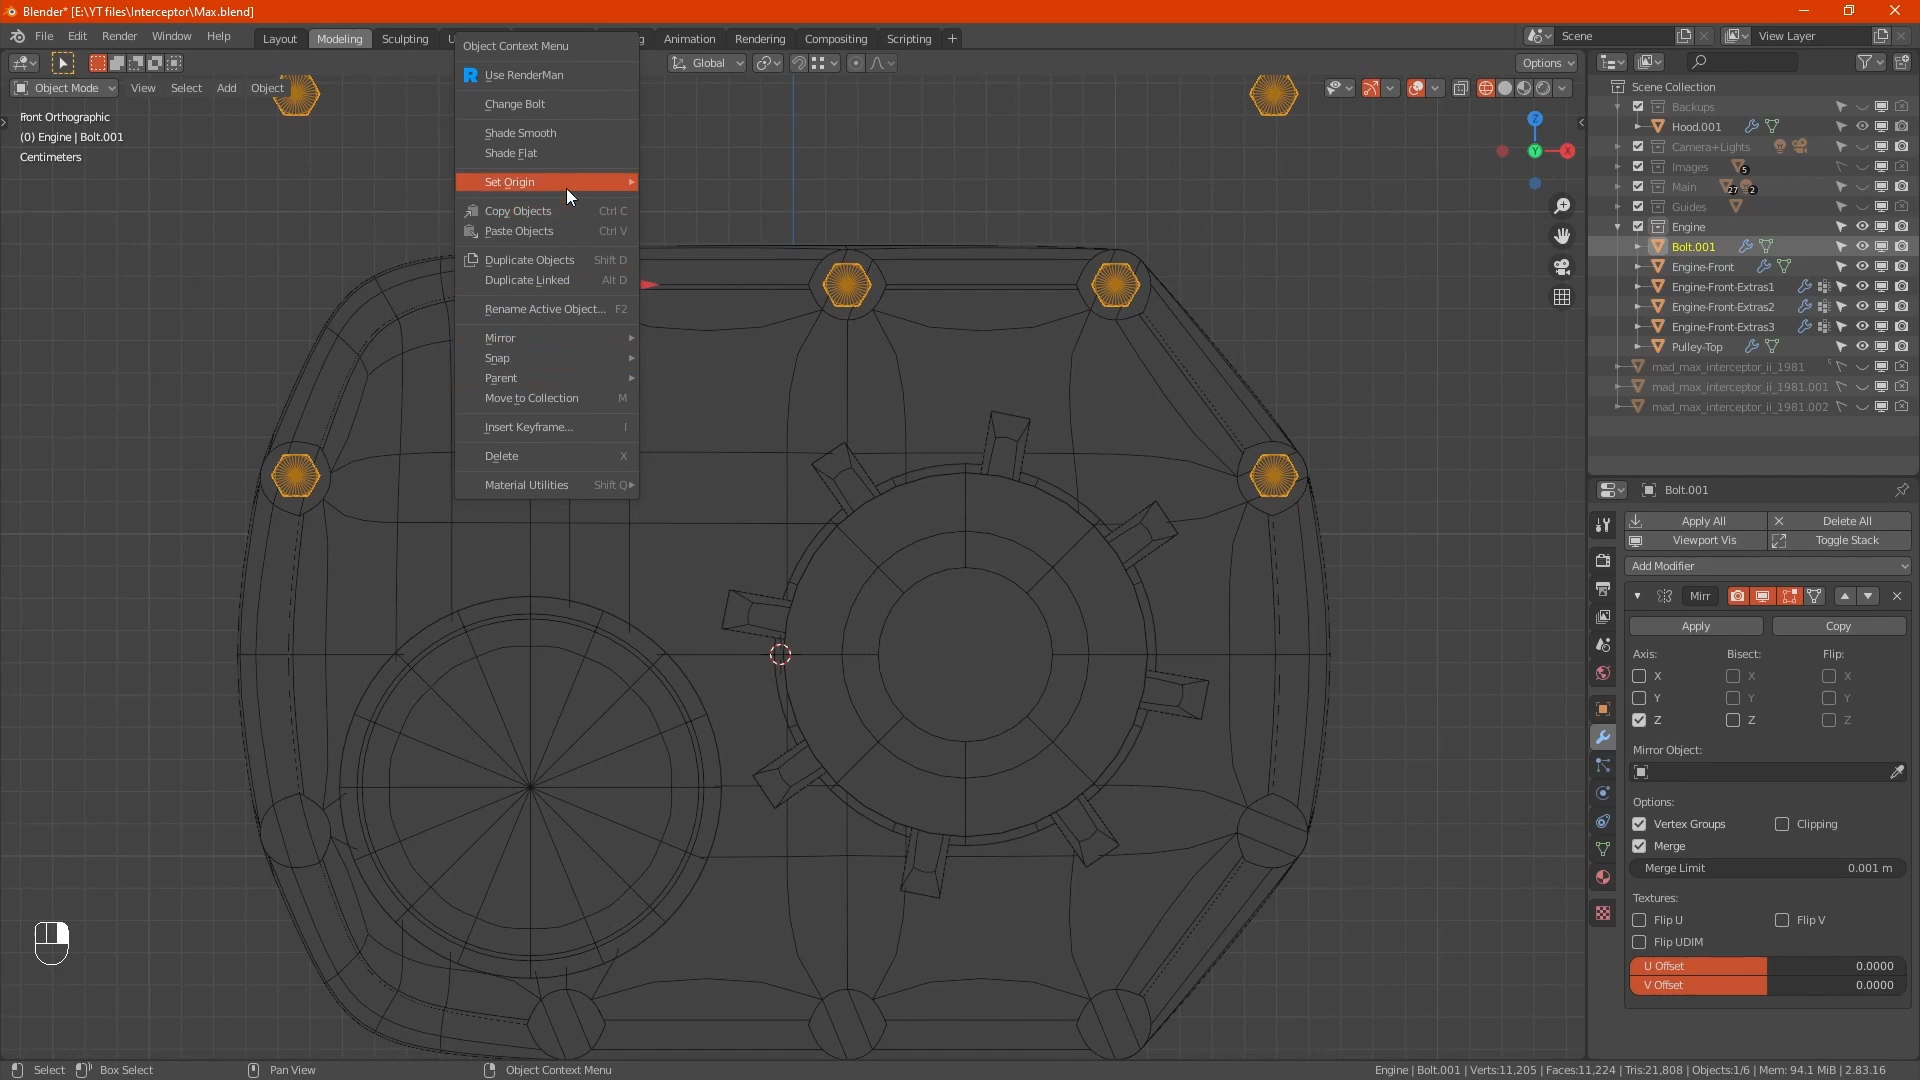 Blender* [E:\YT files\Interceptor\Max.blend]
File Edit Render Window Help
Layout Modeling Sculpting Animation Rendering Compositing Scripting +
Scene View Layer
Global
Options
Object Mode View Select Add Object
Front Orthographic
(0) Engine | Bolt.001
Centimeters
Object Context Menu
Use RenderMan
Change Bolt
Shade Smooth
Shade Flat
Set Origin
Copy Objects Ctrl C
Paste Objects Ctrl V
Duplicate Objects Shift D
Duplicate Linked Alt D
Rename Active Object... F2
Mirror
Snap
Parent
Move to Collection M
Insert Keyframe... I
Delete X
Material Utilities Shift Q
Z
Y
X
Scene Collection
Backups
Hood.001
Camera+Lights
Images 5
Main 27 2
Guides
Engine
Bolt.001
Engine-Front
Engine-Front-Extras1
Engine-Front-Extras2
Engine-Front-Extras3
Pulley-Top
mad_max_interceptor_ii_1981
mad_max_interceptor_ii_1981.001
mad_max_interceptor_ii_1981.002
Bolt.001
Apply All Delete All
Viewport Vis Toggle Stack
Add Modifier
Mirr
Apply Copy
Axis: Bisect: Flip:
X X X
Y Y Y
Z Z Z
Mirror Object:
Options:
Vertex Groups Clipping
Merge
Merge Limit 0.001 m
Textures:
Flip U Flip V
Flip UDIM
U Offset 0.0000
V Offset 0.0000
Select Box Select Pan View Object Context Menu
Engine | Bolt.001 | Verts:11,205 | Faces:11,224 | Tris:21,808 | Objects:1/6 | Mem: 94.1 MiB | 2.83.16